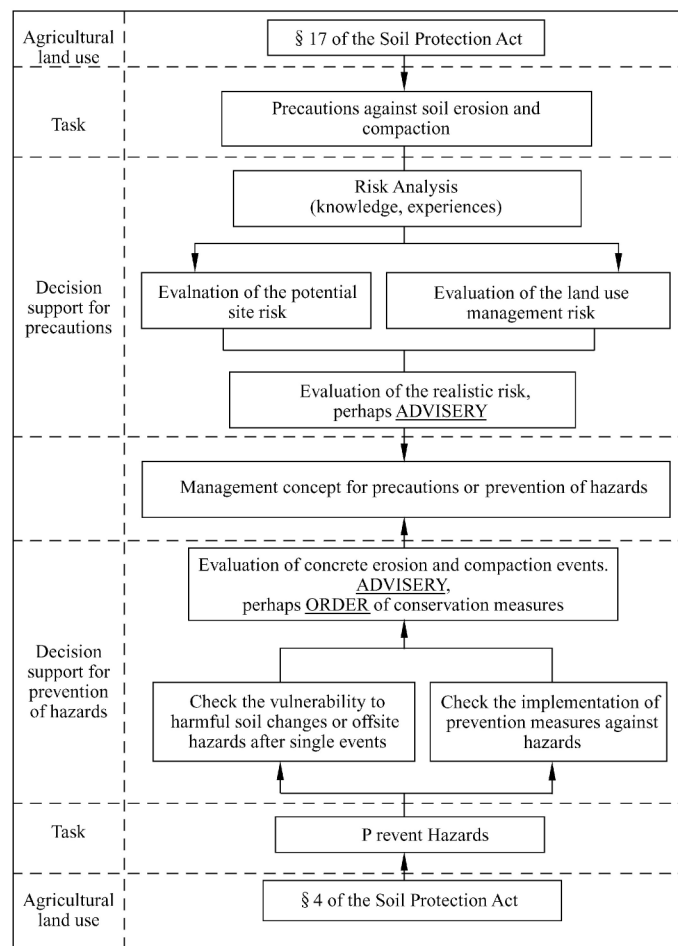 Agricultural
land use
§ 17 of the Soil Protection Act
Task
Precautions against soil erosion and
compaction
Risk Analysis
(knowledge, experiences)
Decision
support for
precautions
Evalnation of the potential
site risk
Evaluation of the land use
management risk
Evaluation of the realistic risk,
perhaps ADVISERY
Management concept for precautions or prevention of hazards
Evaluation of concrete erosion and compaction events.
ADVISERY,
perhaps ORDER of conservation measures
Decision
support for
prevention
of hazards
Check the vulnerability to
harmful soil changes or offsite
hazards after single events
Check the implementation of
prevention measures against
hazards
Task
P revent Hazards
Agricultural
land use
§ 4 of the Soil Protection Act